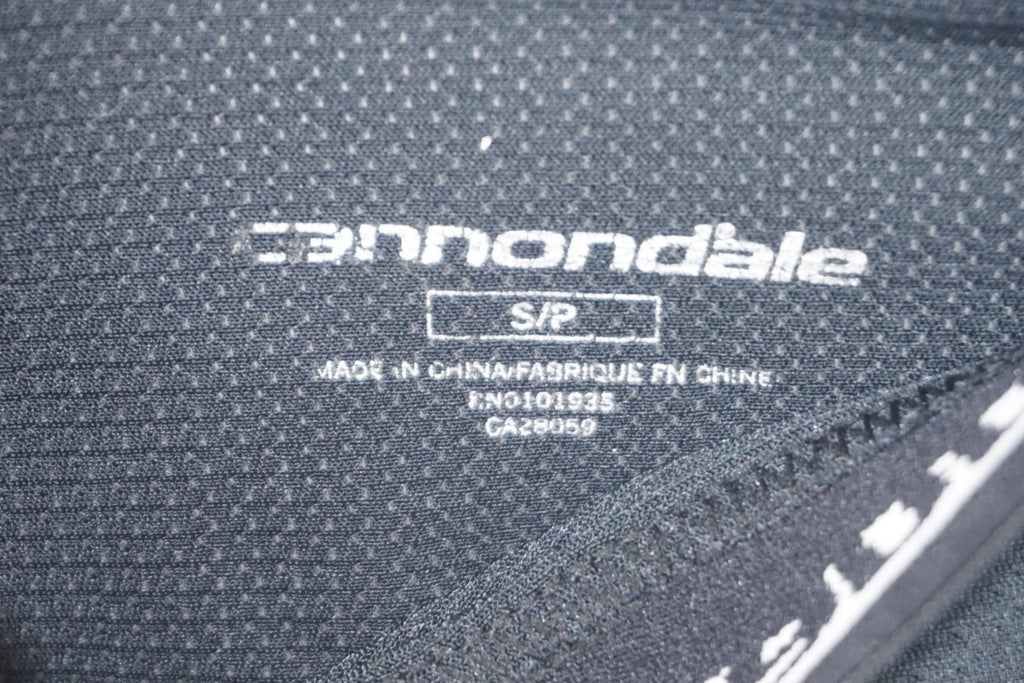 cannondale
S/P
MADE IN CHINA/FABRIQUE EN CHINE
RN0101935
CA28059